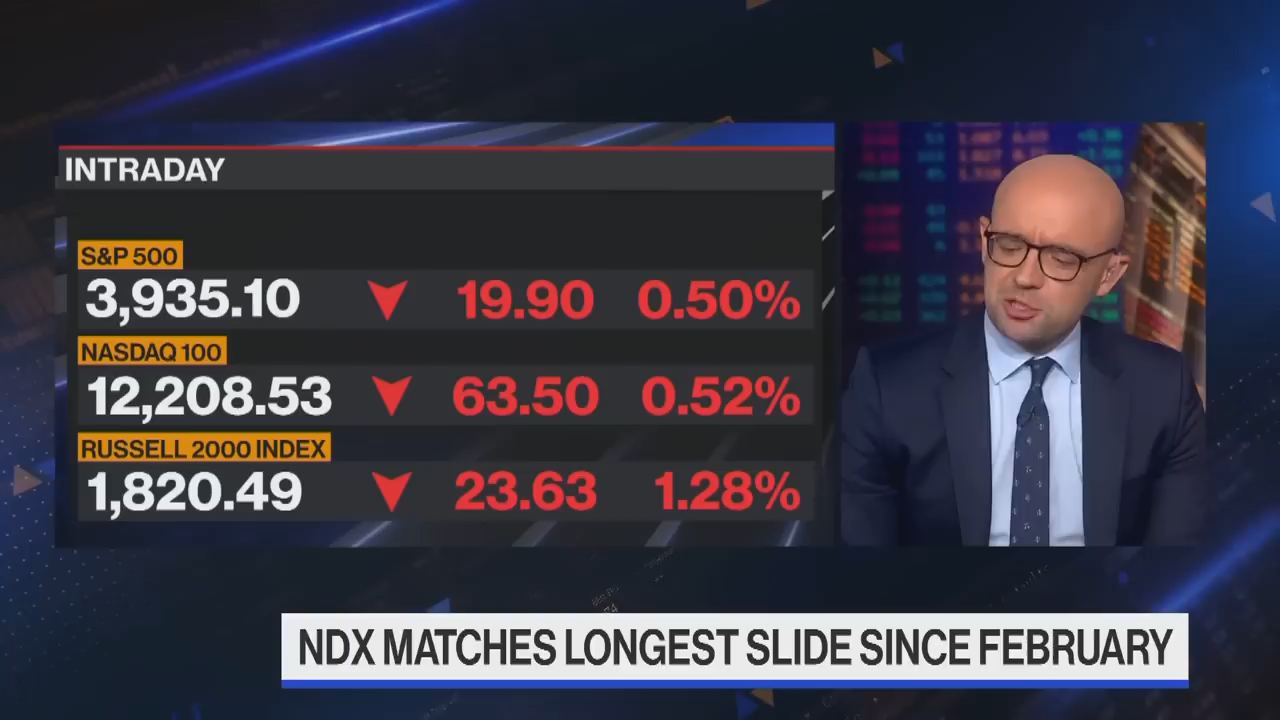 INTRADAY
S&P 500
3,935.10 19.90 0.50%
NASDAQ 100
12,208.53 63.50 0.52%
RUSSELL 2000 INDEX
1,820.49 23.63 1.28%
NDX MATCHES LONGEST SLIDE SINCE FEBRUARY